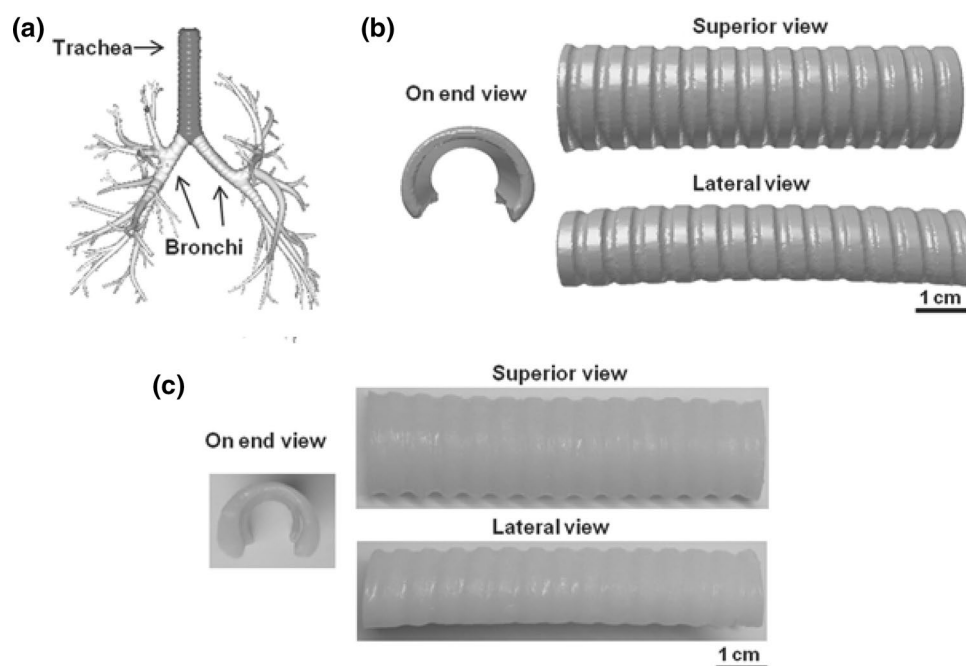 (a)
Trachea
Bronchi
(b)
Superior view
On end view
Lateral view
1 cm
(c)
Superior view
On end view
Lateral view
1 cm